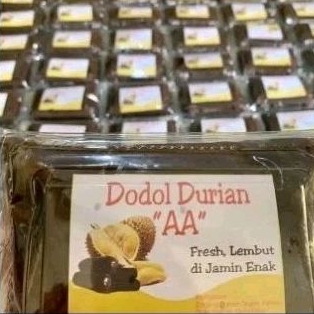 Dodol Durian
"AA"
Fresh, Lembut
di Jamin Enak